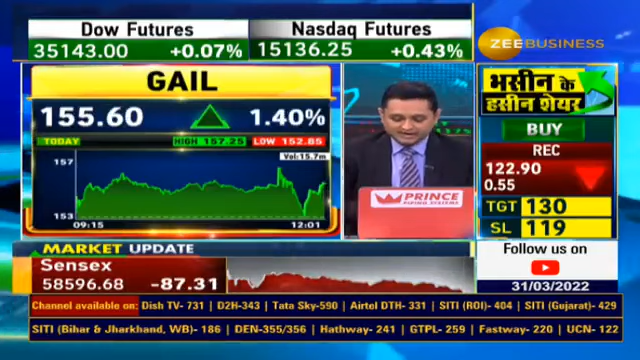 Dow Futures
35143.00 +0.07%
Nasdaq Futures
15136.25 +0.43%
ZEE BUSINESS
GAIL
155.60 1.40%
TODAY HIGH 157.25 LOW 152.85
Vol:15.7m
157
153
09:15 12:01
PRINCE
PIPING SYSTEMS
भसीन के
हसीन शेयर
BUY
REC
122.90
0.55
TGT 130
SL 119
Follow us on
31/03/2022
MARKET UPDATE
Sensex
58596.68 -87.31
Channel available on: Dish TV- 731 | D2H-343 | Tata Sky-590 | Airtel DTH- 331 | SITI (ROI)- 404 | SITI (Gujarat)- 429
SITI (Bihar & Jharkhand, WB)- 186 | DEN-355/356 | Hathway- 241 | GTPL- 259 | Fastway- 220 | UCN- 122